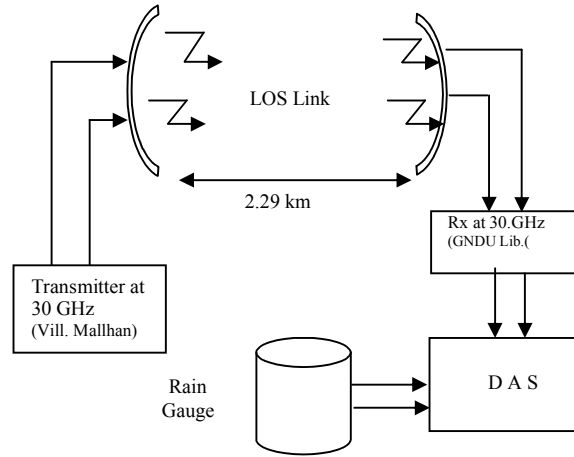 LOS Link
2.29 km
Rx at 30.GHz
(GNDU Lib.(
Transmitter at
30 GHz
(Vill. Mallhan)
Rain
Gauge
D A S